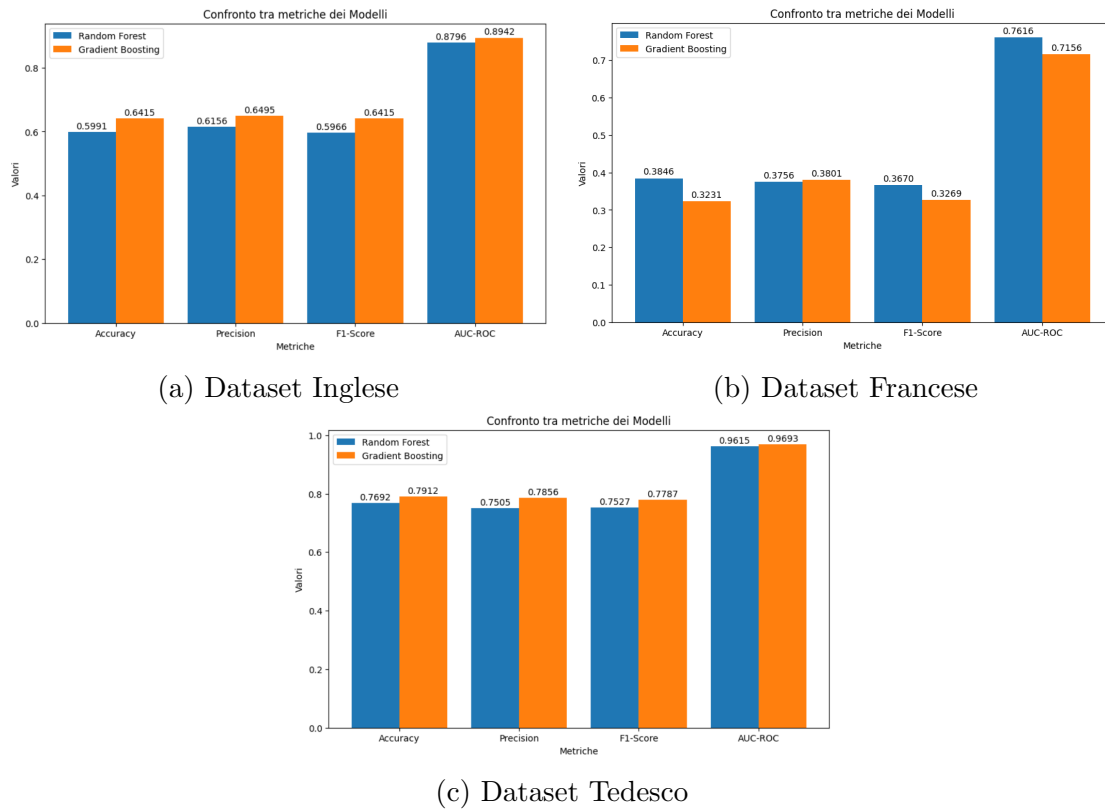 Confronto tra metriche dei Modelli
Random Forest
Gradient Boosting
0.5991
0.6415
0.6156
0.6495
0.5966
0.6415
0.8796
0.8942
0.8
0.6
0.4
0.2
0.0
Valori
Accuracy Precision F1-Score AUC-ROC
Metriche
(a) Dataset Inglese
Confronto tra metriche dei Modelli
Random Forest
Gradient Boosting
0.3846
0.3231
0.3756
0.3801
0.3670
0.3269
0.7616
0.7156
0.7
0.6
0.5
0.4
0.3
0.2
0.1
0.0
Valori
Accuracy Precision F1-Score AUC-ROC
Metriche
(b) Dataset Francese
Confronto tra metriche dei Modelli
Random Forest
Gradient Boosting
0.7692
0.7912
0.7505
0.7856
0.7527
0.7787
0.9615
0.9693
1.0
0.8
0.6
0.4
0.2
0.0
Valori
Accuracy Precision F1-Score AUC-ROC
Metriche
(c) Dataset Tedesco